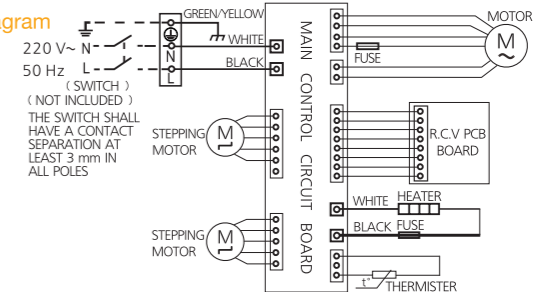 agram
220 V~ N
50 Hz L
( SWITCH )
( NOT INCLUDED )
THE SWITCH SHALL
HAVE A CONTACT
SEPARATION AT
LEAST 3 mm IN
ALL POLES
GREEN/YELLOW
N
L
WHITE
BLACK
STEPPING
MOTOR
M
STEPPING
MOTOR
M
MAIN CONTROL CIRCUIT BOARD
FUSE
MOTOR
M
~
R.C.V PCB
BOARD
WHITE HEATER
BLACK FUSE
t°
THERMISTER